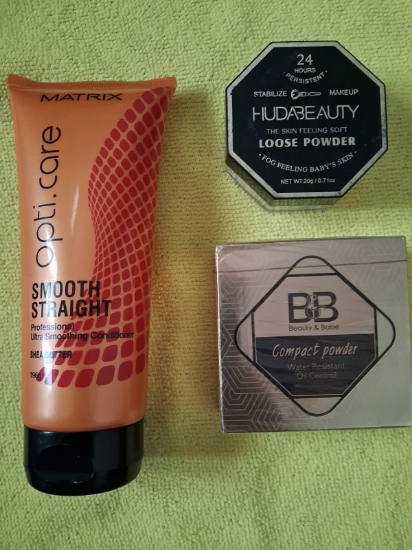 MATRIX
opti.care
SMOOTH
STRAIGHT
Professional
Ultra Smoothing Conditioner
SHEA BUTTER
24
HOURS
PERSISTENT
STABILIZE MAKEUP
HUDABEAUTY
THE SKIN FEELING SOFT
LOOSE POWDER
- FOG FEELING BABY'S SKIN -
NET WT:20g / 0.71oz
B&B
Beauty & Babe
Compact powder
Water Resistant
Oil Control